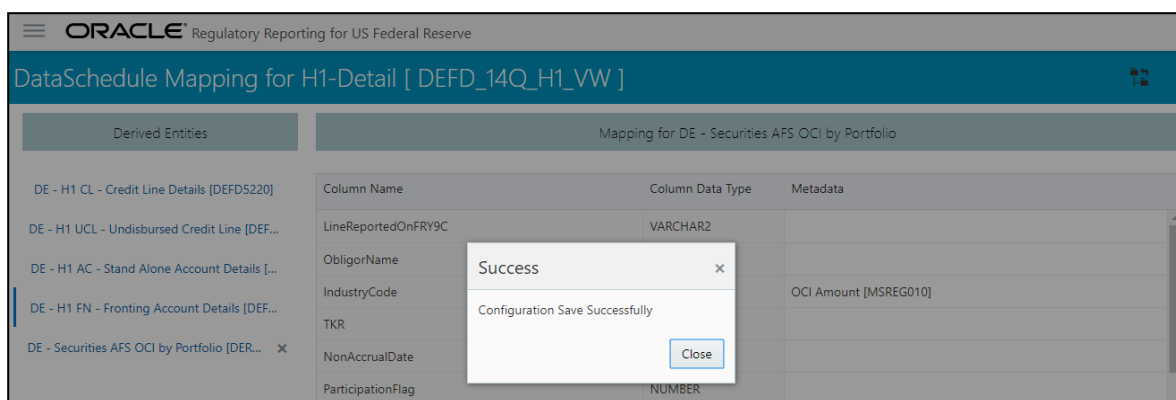 ORACLE® Regulatory Reporting for US Federal Reserve
DataSchedule Mapping for H1-Detail [ DEFD_14Q_H1_VW ]
Derived Entities
Mapping for DE - Securities AFS OCI by Portfolio
DE - H1 CL - Credit Line Details [DEFD5220]
DE - H1 UCL - Undisbursed Credit Line [DEF...
DE - H1 AC - Stand Alone Account Details [...
DE - H1 FN - Fronting Account Details [DEF...
DE - Securities AFS OCI by Portfolio [DER... ×
Column Name Column Data Type Metadata
LineReportedOnFRY9C VARCHAR2
ObligorName
IndustryCode OCI Amount [MSREG010]
TKR
NonAccrualDate
ParticipationFlag NUMBER
Success ×
Configuration Save Successfully
Close